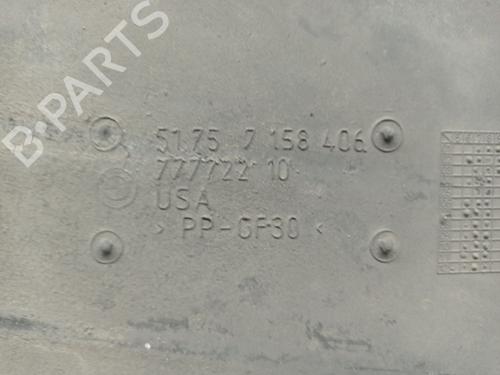 B-PARTS
51.75 7 158 406
777722 10
USA
> PP-GF30 <